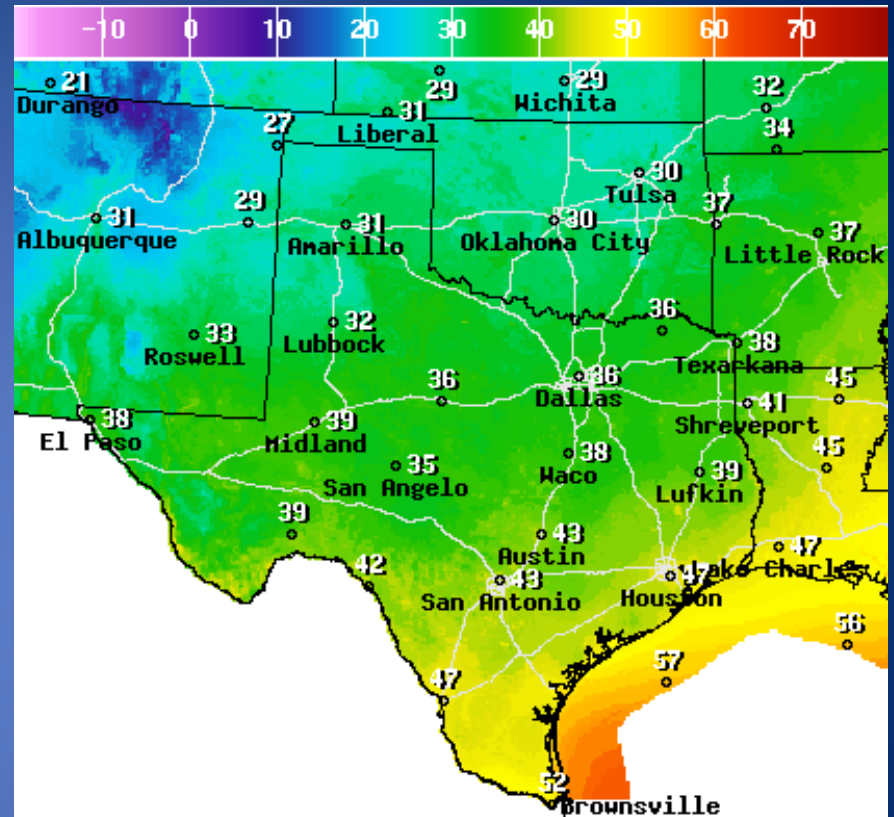 -10 0 10 20 30 40 50 60 70
21
Durango
29
29
Wichita
32
31
Liberal
27
34
30
Tulsa
31
Albuquerque
29
31
Amarillo
30
Oklahoma City
37
37
Little Rock
33
Roswell
32
Lubbock
36
38
Texarkana
36
Dallas
36
41
Shreveport
45
38
El Paso
39
Midland
35
San Angelo
38
Waco
39
Lufkin
45
39
43
Austin
47
Lake Charles
42
43
San Antonio
47
Houston
56
57
47
52
Brownsville